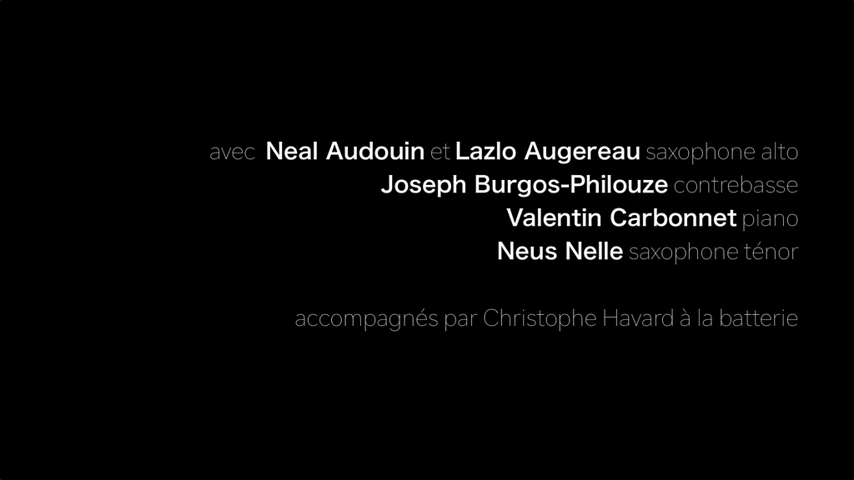 avec Neal Audouin et Lazlo Augereau saxophone alto
Joseph Burgos-Philouze contrebasse
Valentin Carbonnet piano
Neus Nelle saxophone ténor
accompagnés par Christophe Havard à la batterie